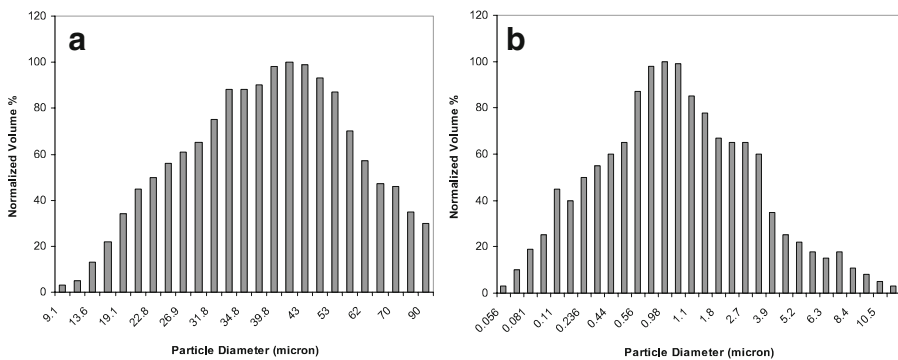 a
120
100
80
60
40
20
0
Normalized Volume %
9.1 13.6 19.1 22.8 26.9 31.8 34.8 39.8 43 53 62 70 90
Particle Diameter (micron)
b
120
100
80
60
40
20
0
Normalized Volume %
0.056 0.081 0.11 0.236 0.44 0.56 0.98 1.1 1.8 2.7 3.9 5.2 6.3 8.4 10.5
Particle Diameter (micron)